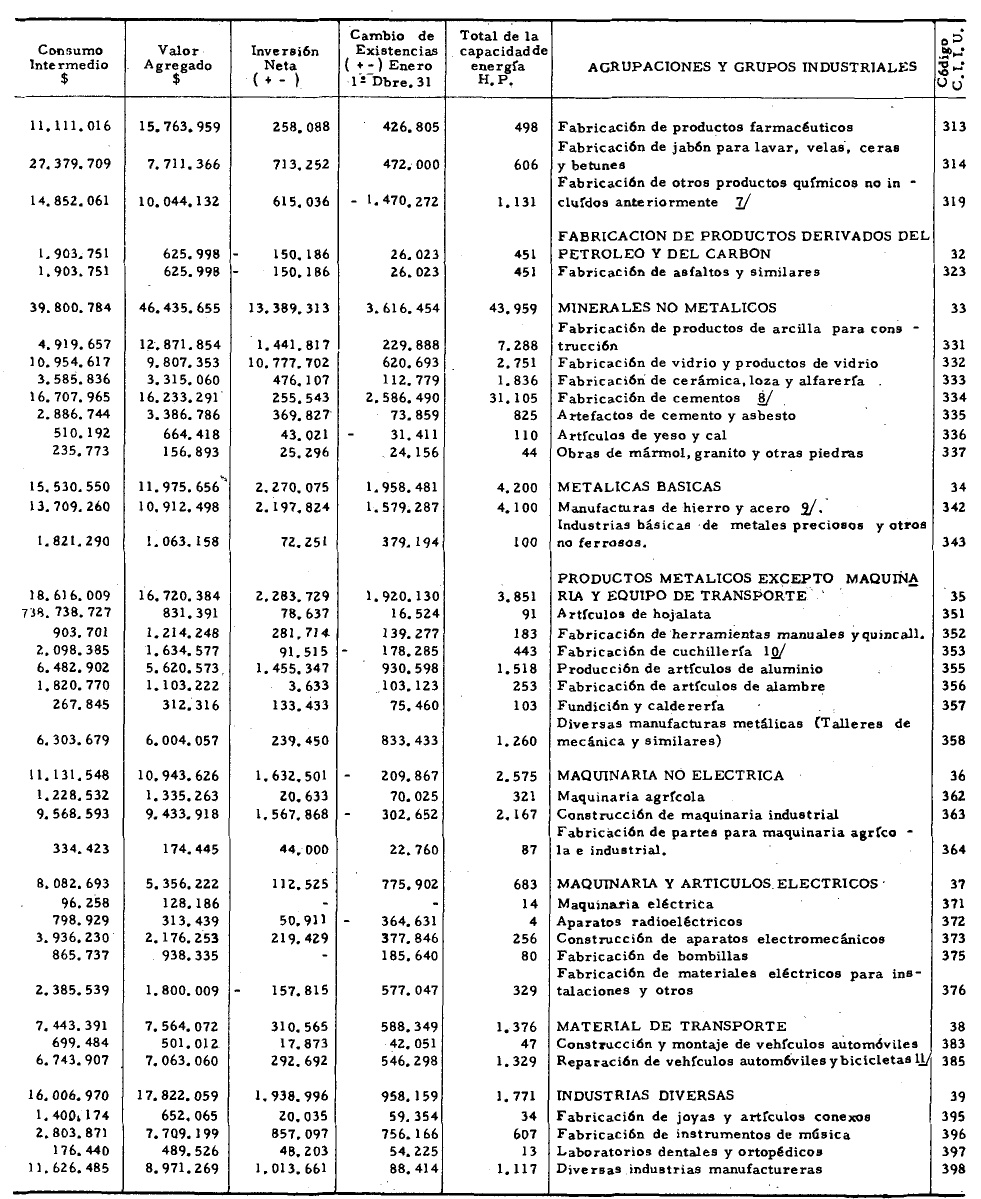 Consumo Intermedio $ | Valor Agregado $ | Inversión Neta ( + - ) | Cambio de Existencias ( + - ) Enero 1º Dbre. 31 | Total de la capacidad de energía H. P. | AGRUPACIONES Y GRUPOS INDUSTRIALES | Código C. I. I. U.
11. 111. 016 15. 763. 959 258. 088 426. 805 498 Fabricación de productos farmacéuticos 313
Fabricación de jabón para lavar, velas, ceras
27. 379. 709 7. 711. 366 713. 252 472. 000 606 y betunes 314
Fabricación de otros productos químicos no in -
14. 852. 061 10. 044. 132 615. 036 - 1. 470. 272 1. 131 cluídos anteriormente 7/ 319
FABRICACION DE PRODUCTOS DERIVADOS DEL
1. 903. 751 625. 998 - 150. 186 26. 023 451 PETROLEO Y DEL CARBON 32
1. 903. 751 625. 998 - 150. 186 26. 023 451 Fabricación de asfaltos y similares 323
39. 800. 784 46. 435. 655 13. 389. 313 3. 616. 454 43. 959 MINERALES NO METALICOS 33
Fabricación de productos de arcilla para cons -
4. 919. 657 12. 871. 854 1. 441. 817 229. 888 7. 288 trucción 331
10. 954. 617 9. 807. 353 10. 777. 702 620. 693 2. 751 Fabricación de vidrio y productos de vidrio 332
3. 585. 836 3. 315. 060 476. 107 112. 779 1. 836 Fabricación de cerámica, loza y alfarería 333
16. 707. 965 16. 233. 291 255. 543 2. 586. 490 31. 105 Fabricación de cementos 8/ 334
2. 886. 744 3. 386. 786 369. 827 73. 859 825 Artefactos de cemento y asbesto 335
510. 192 664. 418 43. 021 - 31. 411 110 Artículos de yeso y cal 336
235. 773 156. 893 25. 296 24. 156 44 Obras de mármol, granito y otras piedras 337
15. 530. 550 11. 975. 656 2. 270. 075 1. 958. 481 4. 200 METALICAS BASICAS 34
13. 709. 260 10. 912. 498 2. 197. 824 1. 579. 287 4. 100 Manufacturas de hierro y acero 9/. 342
Industrias básicas de metales preciosos y otros
1. 821. 290 1. 063. 158 72. 251 379. 194 100 no ferrosos. 343
PRODUCTOS METALICOS EXCEPTO MAQUINA
18. 616. 009 16. 720. 384 2. 283. 729 1. 920. 130 3. 851 RIA Y EQUIPO DE TRANSPORTE 35
738. 738. 727 831. 391 78. 637 16. 524 91 Artículos de hojalata 351
903. 701 1. 214. 248 281. 714 139. 277 183 Fabricación de herramientas manuales y quincall. 352
2. 098. 385 1. 634. 577 91. 515 - 178. 285 443 Fabricación de cuchillería 10/ 353
6. 482. 902 5. 620. 573 1. 455. 347 930. 598 1. 518 Producción de artículos de aluminio 355
1. 820. 770 1. 103. 222 3. 633 103. 123 253 Fabricación de artículos de alambre 356
267. 845 312. 316 133. 433 75. 460 103 Fundición y calderería 357
Diversas manufacturas metálicas (Talleres de
6. 303. 679 6. 004. 057 239. 450 833. 433 1. 260 mecánica y similares) 358
11. 131. 548 10. 943. 626 1. 632. 501 - 209. 867 2. 575 MAQUINARIA NO ELECTRICA 36
1. 228. 532 1. 335. 263 20. 633 70. 025 321 Maquinaria agrícola 362
9. 568. 593 9. 433. 918 1. 567. 868 - 302. 652 2. 167 Construcción de maquinaria industrial 363
Fabricación de partes para maquinaria agríco -
334. 423 174. 445 44. 000 22. 760 87 la e industrial. 364
8. 082. 693 5. 356. 222 112. 525 775. 902 683 MAQUINARIA Y ARTICULOS ELECTRICOS 37
96. 258 128. 186 - - 14 Maquinaria eléctrica 371
798. 929 313. 439 50. 911 - 364. 631 4 Aparatos radioeléctricos 372
3. 936. 230 2. 176. 253 219. 429 377. 846 256 Construcción de aparatos electromecánicos 373
865. 737 938. 335 - 185. 640 80 Fabricación de bombillas 375
Fabricación de materiales eléctricos para ins-
2. 385. 539 1. 800. 009 - 157. 815 577. 047 329 talaciones y otros 376
7. 443. 391 7. 564. 072 310. 565 588. 349 1. 376 MATERIAL DE TRANSPORTE 38
699. 484 501. 012 17. 873 42. 051 47 Construcción y montaje de vehículos automóviles 383
6. 743. 907 7. 063. 060 292. 692 546. 298 1. 329 Reparación de vehículos automóviles y bicicletas 11/ 385
16. 006. 970 17. 822. 059 1. 938. 996 958. 159 1. 771 INDUSTRIAS DIVERSAS 39
1. 400. 174 652. 065 20. 035 59. 354 34 Fabricación de joyas y artículos conexos 395
2. 803. 871 7. 709. 199 857. 097 756. 166 607 Fabricación de instrumentos de música 396
176. 440 489. 526 48. 203 54. 225 13 Laboratorios dentales y ortopédicos 397
11. 626. 485 8. 971. 269 1. 013. 661 88. 414 1. 117 Diversas industrias manufactureras 398